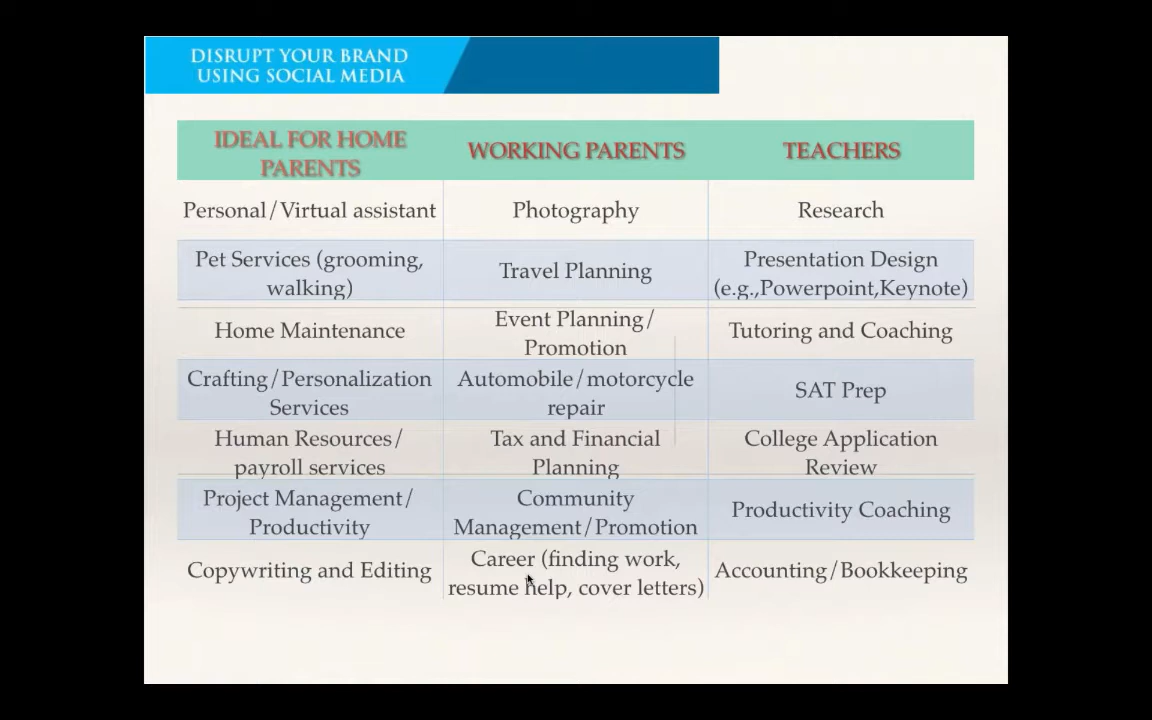 DISRUPT YOUR BRAND
USING SOCIAL MEDIA
IDEAL FOR HOME
PARENTS
WORKING PARENTS
TEACHERS
Personal/Virtual assistant
Photography
Research
Pet Services (grooming,
walking)
Travel Planning
Presentation Design
(e.g.,Powerpoint,Keynote)
Home Maintenance
Event Planning/
Promotion
Tutoring and Coaching
Crafting/Personalization
Services
Automobile/motorcycle
repair
SAT Prep
Human Resources/
payroll services
Tax and Financial
Planning
College Application
Review
Project Management/
Productivity
Community
Management/Promotion
Productivity Coaching
Copywriting and Editing
Career (finding work,
resume help, cover letters)
Accounting/Bookkeeping